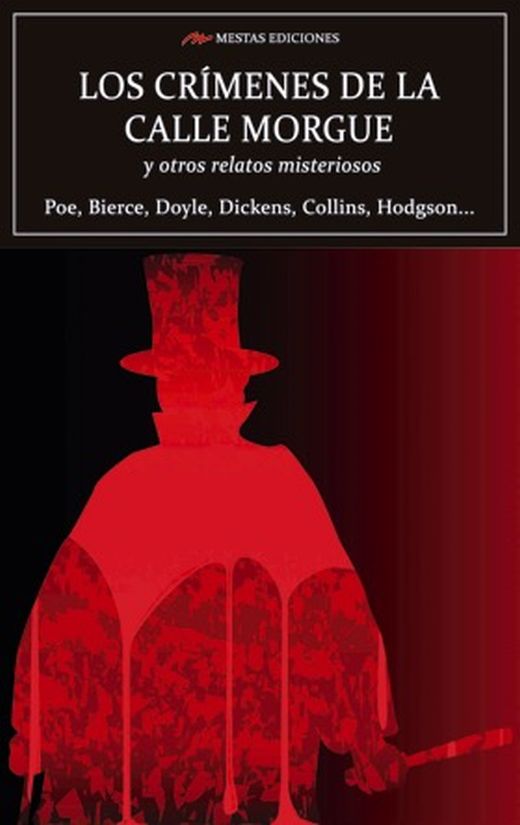 MESTAS EDICIONES
LOS CRÍMENES DE LA
CALLE MORGUE
y otros relatos misteriosos
Poe, Bierce, Doyle, Dickens, Collins, Hodgson...